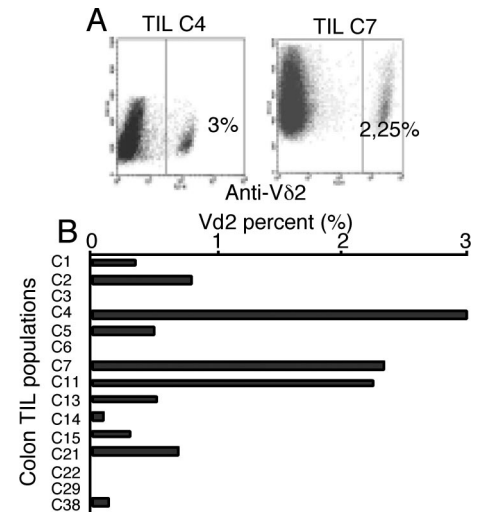 A
TIL C4
TIL C7
3%
2,25%
Anti-Vδ2
B
Vd2 percent (%)
0 1 2 3
Colon TIL populations
C1
C2
C3
C4
C5
C6
C7
C11
C13
C14
C15
C21
C22
C29
C38